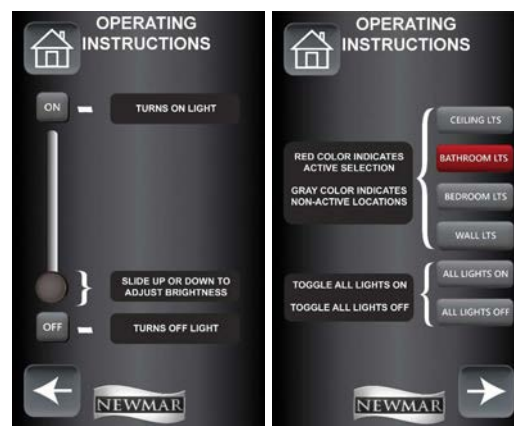 OPERATING
INSTRUCTIONS
ON
TURNS ON LIGHT
SLIDE UP OR DOWN TO
ADJUST BRIGHTNESS
OFF
TURNS OFF LIGHT
NEWMAR
OPERATING
INSTRUCTIONS
CEILING LTS
RED COLOR INDICATES
ACTIVE SELECTION
BATHROOM LTS
GRAY COLOR INDICATES
NON-ACTIVE LOCATIONS
BEDROOM LTS
WALL LTS
ALL LIGHTS ON
TOGGLE ALL LIGHTS ON
TOGGLE ALL LIGHTS OFF
ALL LIGHTS OFF
NEWMAR